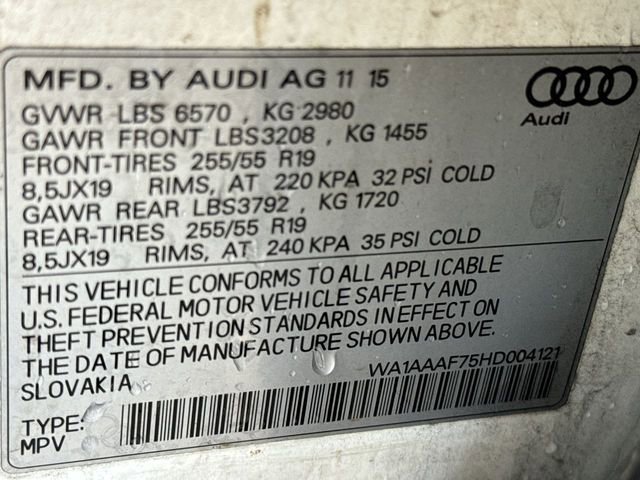 MFD. BY AUDI AG 11 15
GVWR LBS 6570 , KG 2980
GAWR FRONT LBS3208 , KG 1455
FRONT-TIRES 255/55 R19
8,5JX19 RIMS, AT 220 KPA 32 PSI COLD
GAWR REAR LBS3792 , KG 1720
REAR-TIRES 255/55 R19
8,5JX19 RIMS, AT 240 KPA 35 PSI COLD
Audi
THIS VEHICLE CONFORMS TO ALL APPLICABLE
U.S. FEDERAL MOTOR VEHICLE SAFETY AND
THEFT PREVENTION STANDARDS IN EFFECT ON
THE DATE OF MANUFACTURE SHOWN ABOVE.
SLOVAKIA
WA1AAAF75HD004121
TYPE:
MPV